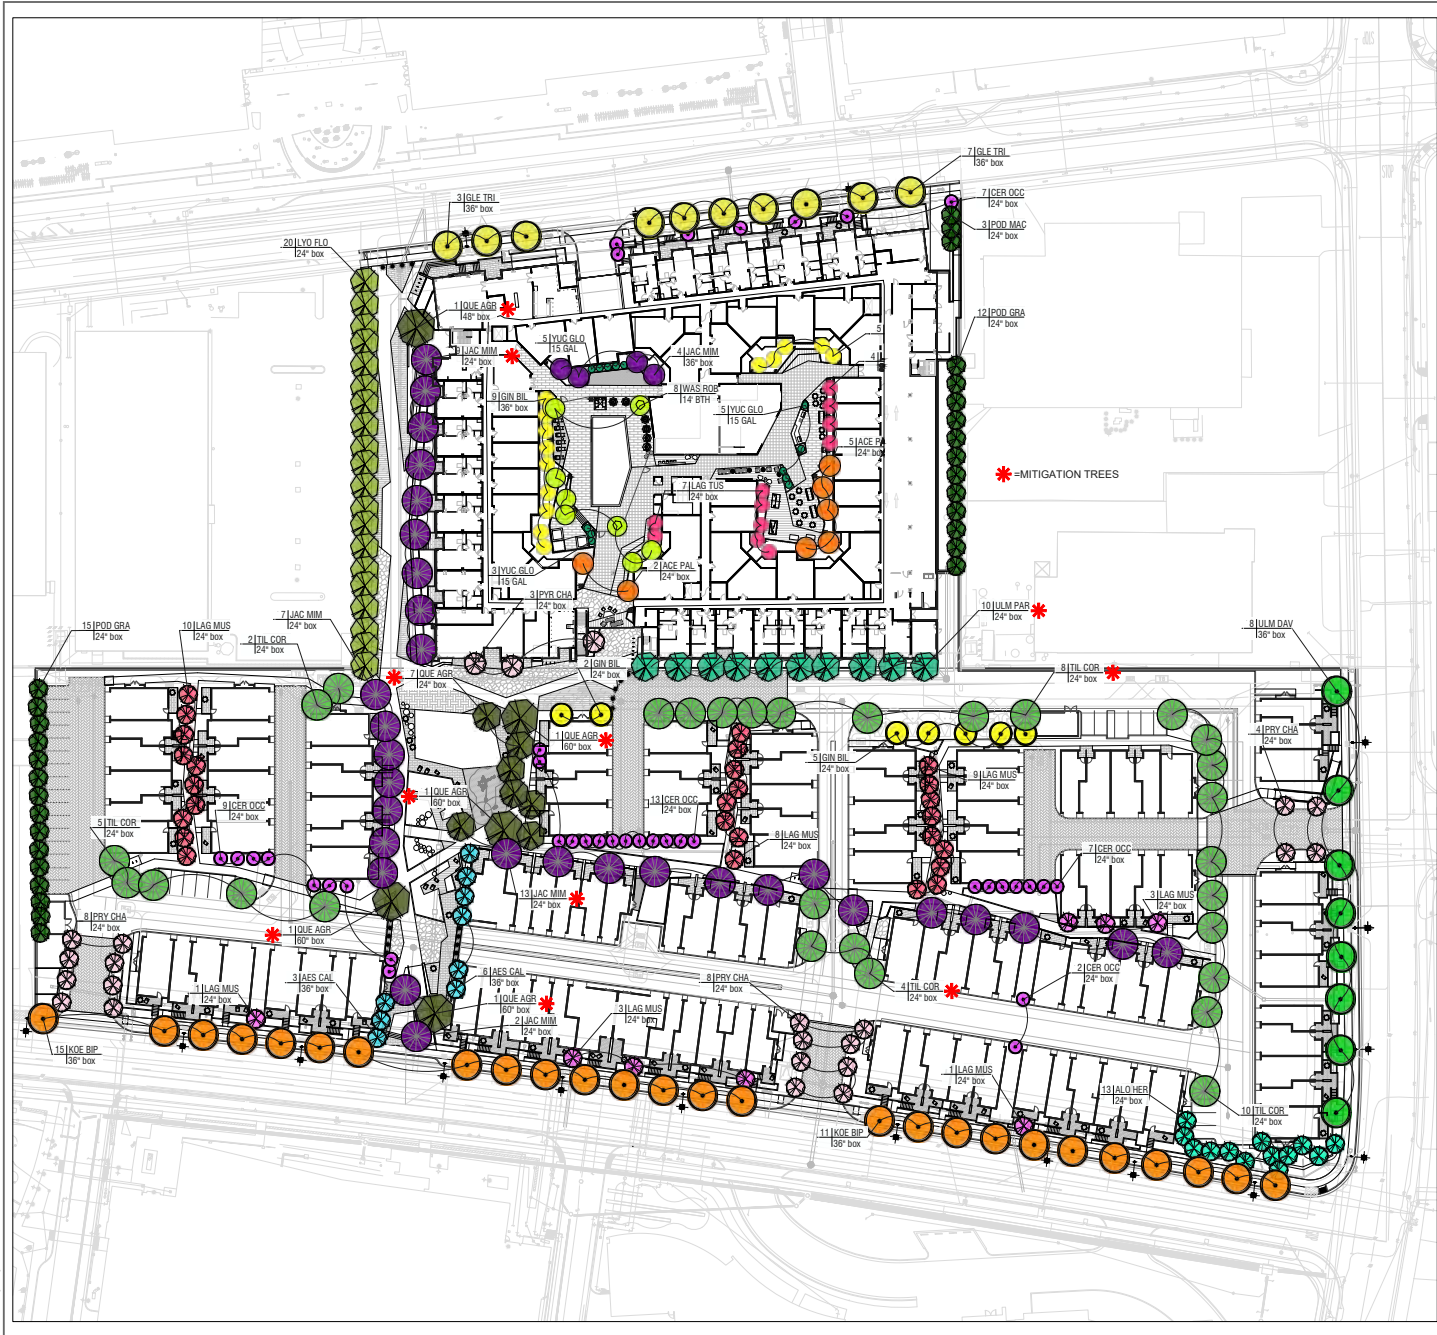 7 GLE TRI
36" box
3 GLE TRI
36" box
7 CER OCC
24" box
3 POD MAC
24" box
20 LYO FLO
24" box
1 QUE AGR
48" box
12 POD GRA
24" box
5 YUC GLO
15 GAL
5
9 JAC MIM
24" box
4 JAC MIM
36" box
4
8 WAS ROB
14' BTH
9 GIN BIL
36" box
5 YUC GLO
15 GAL
5 ACE PA
24" box
=MITIGATION TREES
7 LAG TUS
24" box
3 YUC GLO
15 GAL
2 ACE PAL
24" box
3 PYR CHA
24" box
10 ULM PAR
24" box
7 JAC MIM
24" box
15 POD GRA
24" box
10 LAG MUS
24" box
2 TIL COR
24" box
8 ULM DAV
36" box
2 GIN BIL
24" box
7 QUE AGR
24" box
8 TIL COR
24" box
1 QUE AGR
60" box
4 PRY CHA
24" box
5 GIN BIL
24" box
9 LAG MUS
24" box
1 QUE AGR
60" box
9 CER OCC
24" box
13 CER OCC
24" box
5 TIL COR
24" box
8 LAG MUS
24" box
7 CER OCC
24" box
13 JAC MIM
24" box
3 LAG MUS
24" box
8 PRY CHA
24" box
1 QUE AGR
60" box
2 CER OCC
24" box
3 AES CAL
36" box
6 AES CAL
36" box
8 PRY CHA
24" box
4 TIL COR
24" box
1 LAG MUS
24" box
1 QUE AGR
60" box
3 LAG MUS
24" box
2 JAC MIM
24" box
15 KOE BIP
36" box
1 LAG MUS
24" box
13 ALO HER
24" box
10 TIL COR
24" box
11 KOE BIP
36" box